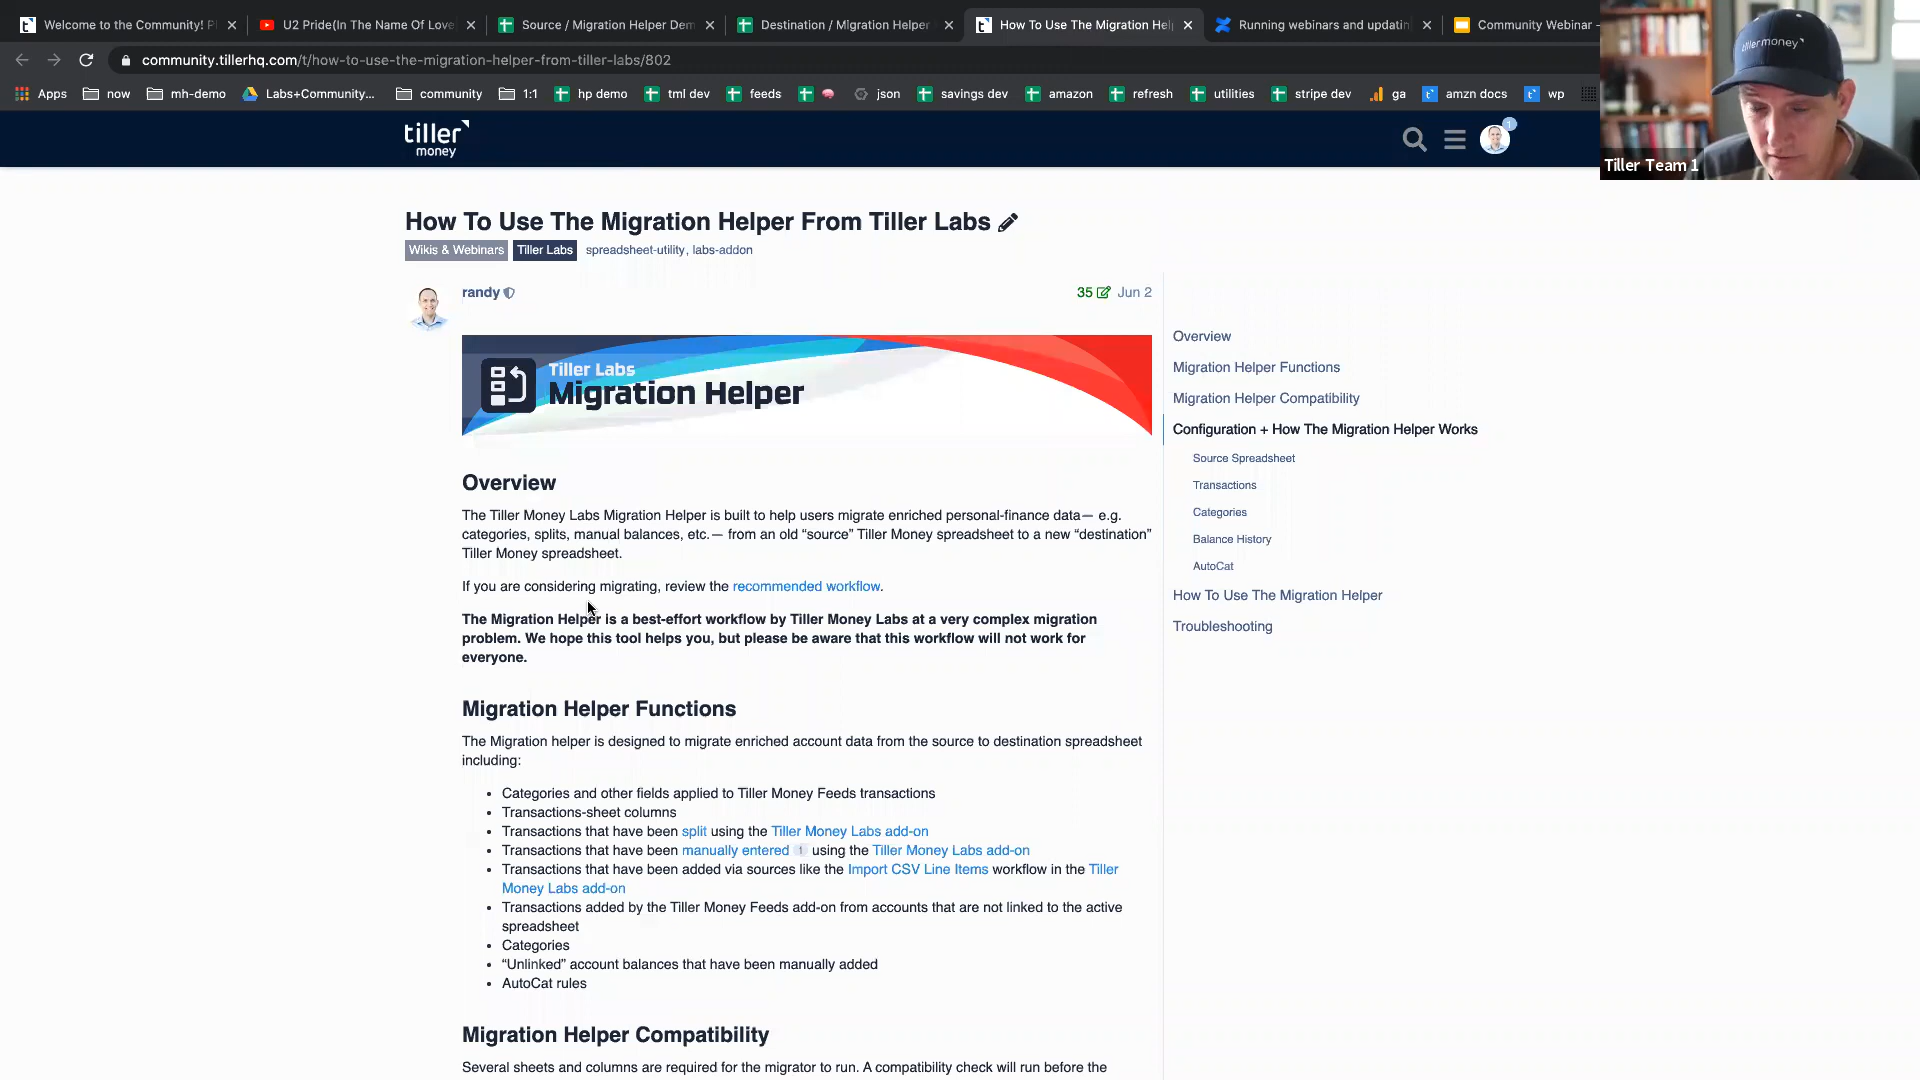 Welcome to the Community! P
U2 Pride(In The Name Of Love
Source / Migration Helper Dem
Destination / Migration Helper
How To Use The Migration Hel
Running webinars and updatin
Community Webinar -
community.tillerhq.com/t/how-to-use-the-migration-helper-from-tiller-labs/802
Apps
now
mh-demo
Labs+Community...
community
1:1
hp demo
tml dev
feeds
json
savings dev
amazon
refresh
utilities
stripe dev
ga
amzn docs
wp
tiller money
Tiller Team 1
tiller
money
1
How To Use The Migration Helper From Tiller Labs
Wikis & Webinars Tiller Labs spreadsheet-utility, labs-addon
randy
35 Jun 2
Tiller Labs
Migration Helper
Overview
The Tiller Money Labs Migration Helper is built to help users migrate enriched personal-finance data— e.g.
categories, splits, manual balances, etc.— from an old “source” Tiller Money spreadsheet to a new “destination”
Tiller Money spreadsheet.
If you are considering migrating, review the recommended workflow.
The Migration Helper is a best-effort workflow by Tiller Money Labs at a very complex migration
problem. We hope this tool helps you, but please be aware that this workflow will not work for
everyone.
Migration Helper Functions
The Migration helper is designed to migrate enriched account data from the source to destination spreadsheet
including:
• Categories and other fields applied to Tiller Money Feeds transactions
• Transactions-sheet columns
• Transactions that have been split using the Tiller Money Labs add-on
• Transactions that have been manually entered 1 using the Tiller Money Labs add-on
• Transactions that have been added via sources like the Import CSV Line Items workflow in the Tiller
Money Labs add-on
• Transactions added by the Tiller Money Feeds add-on from accounts that are not linked to the active
spreadsheet
• Categories
• “Unlinked” account balances that have been manually added
• AutoCat rules
Migration Helper Compatibility
Several sheets and columns are required for the migrator to run. A compatibility check will run before the
Overview
Migration Helper Functions
Migration Helper Compatibility
Configuration + How The Migration Helper Works
Source Spreadsheet
Transactions
Categories
Balance History
AutoCat
How To Use The Migration Helper
Troubleshooting